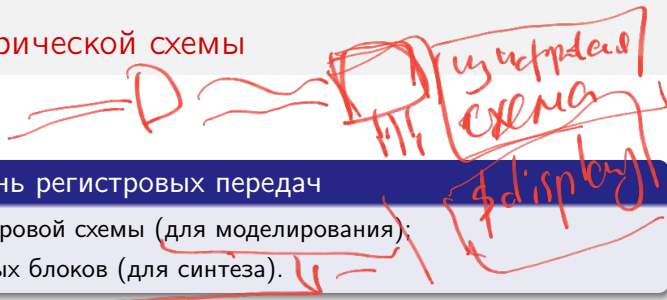 рической схемы
цифровая
схема
нь регистровых передач
$display
ровой схемы (для моделирования);
ых блоков (для синтеза).